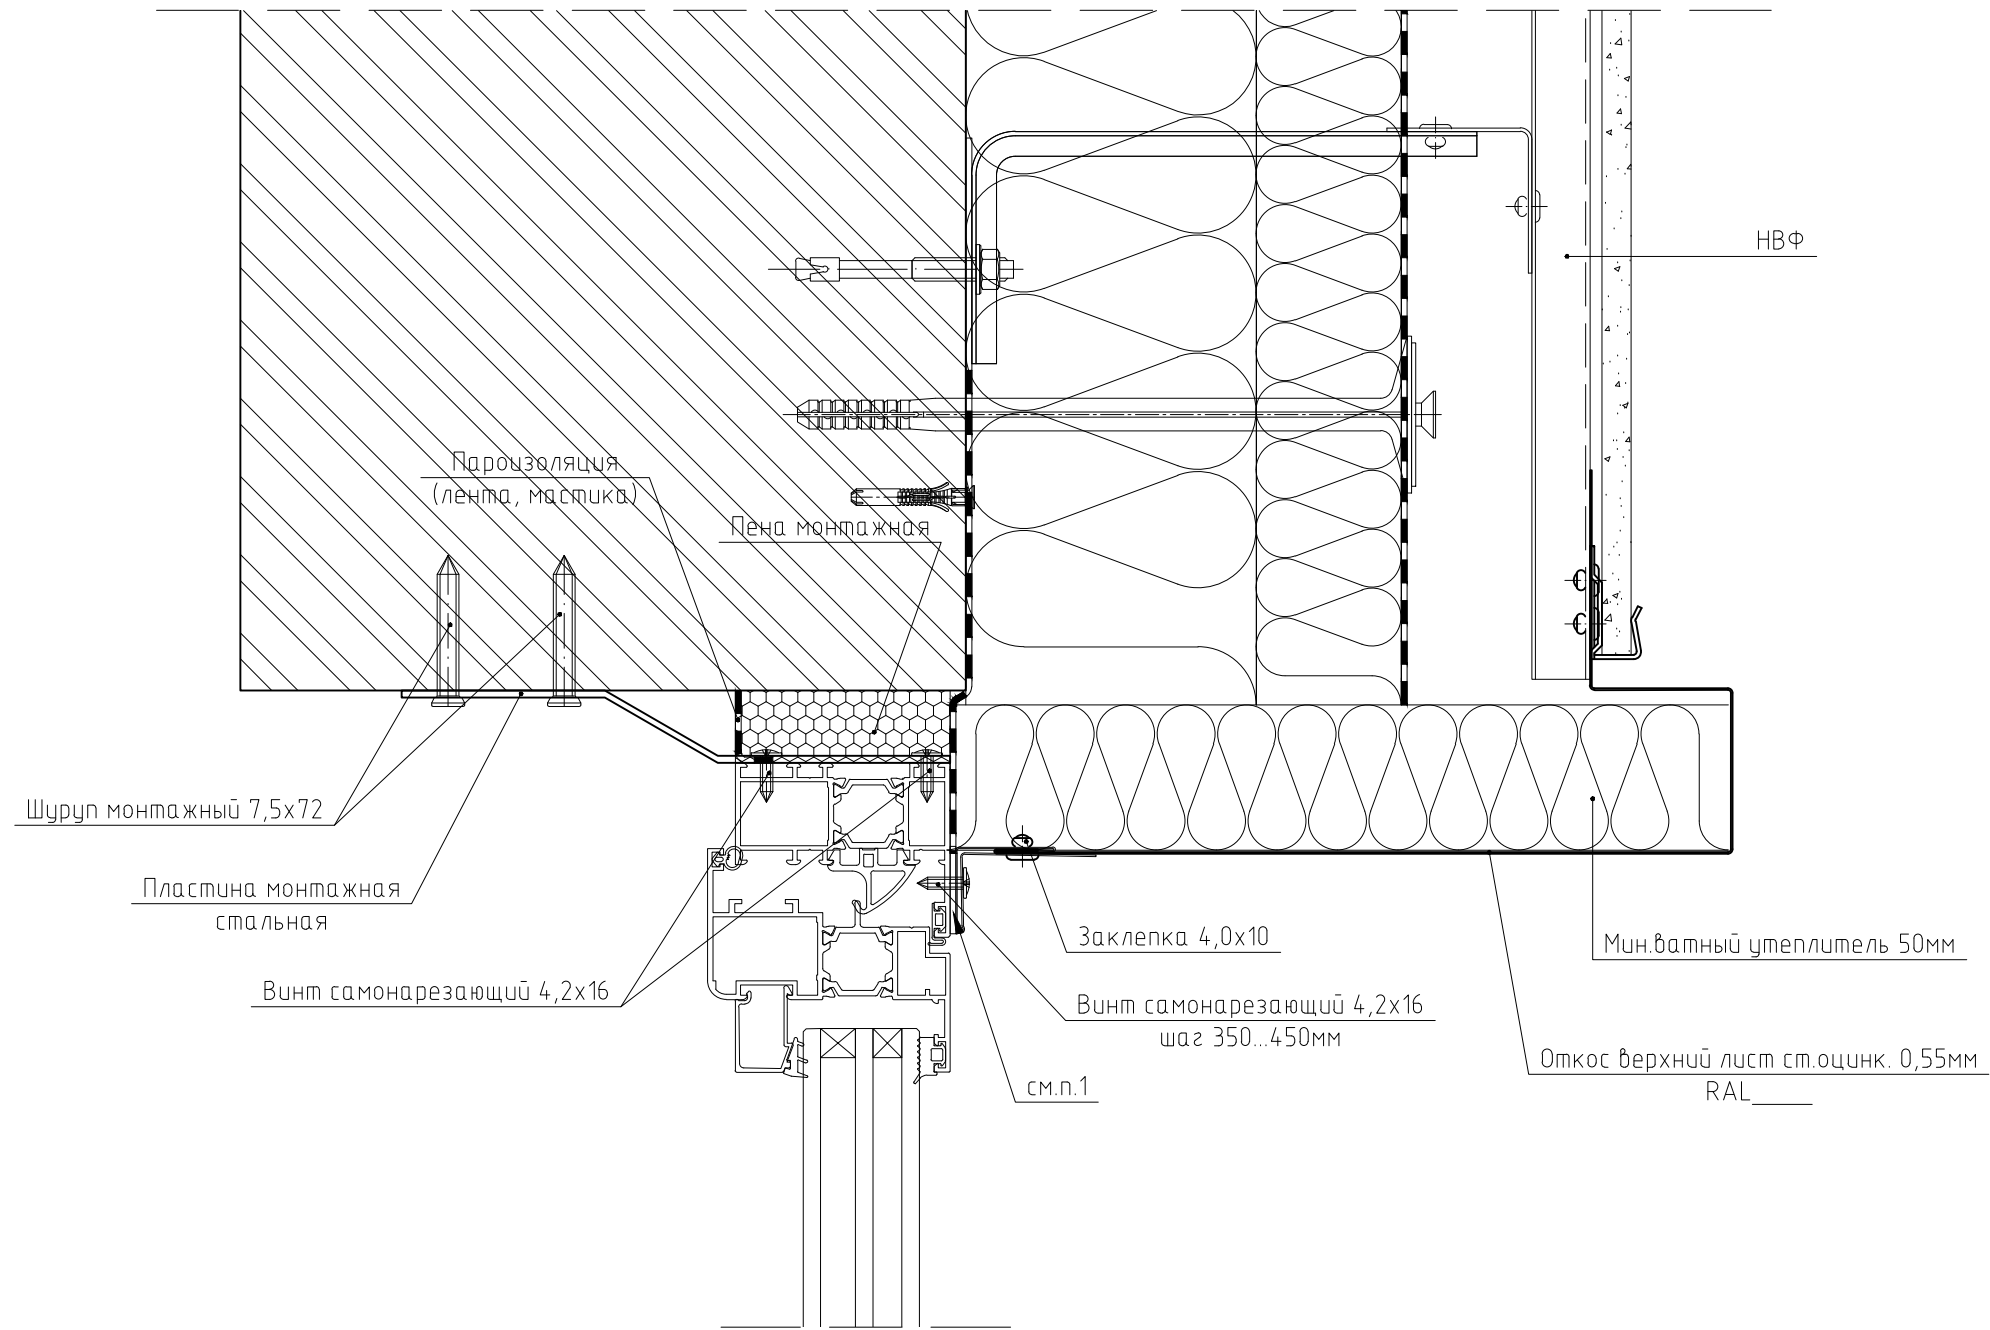 НВФ
Пароизоляция
(лента, мастика)
Пена монтажная
Шуруп монтажный 7,5х72
Пластина монтажная
стальная
Винт самонарезающий 4,2х16
Заклепка 4,0х10
Винт самонарезающий 4,2х16
шаг 350...450мм
см.п.1
Мин.ватный утеплитель 50мм
Откос верхний лист ст.оцинк. 0,55мм
RAL_____